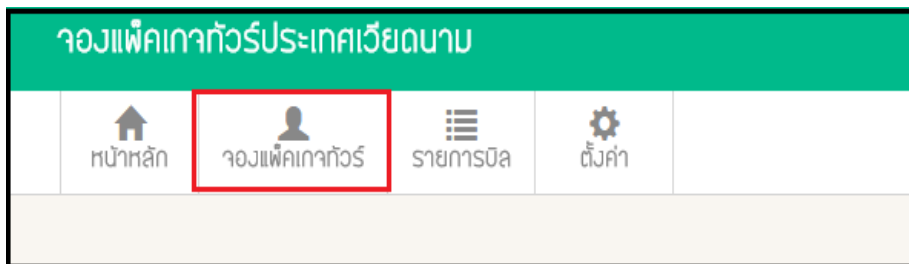 จองแพ็คเกจทัวร์ประเทศเวียดนาม
หน้าหลัก จองแพ็คเกจทัวร์ รายการบิล ตั้งค่า